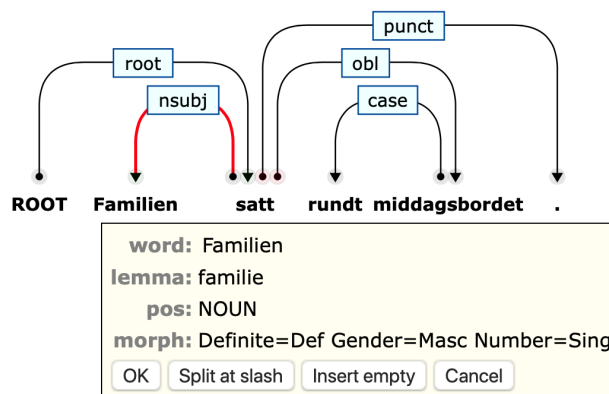 punct
root obl
nsubj case
ROOT Familien satt rundt middagsbordet .
word: Familien
lemma: familie
pos: NOUN
morph: Definite=Def Gender=Masc Number=Sing
OK Split at slash Insert empty Cancel